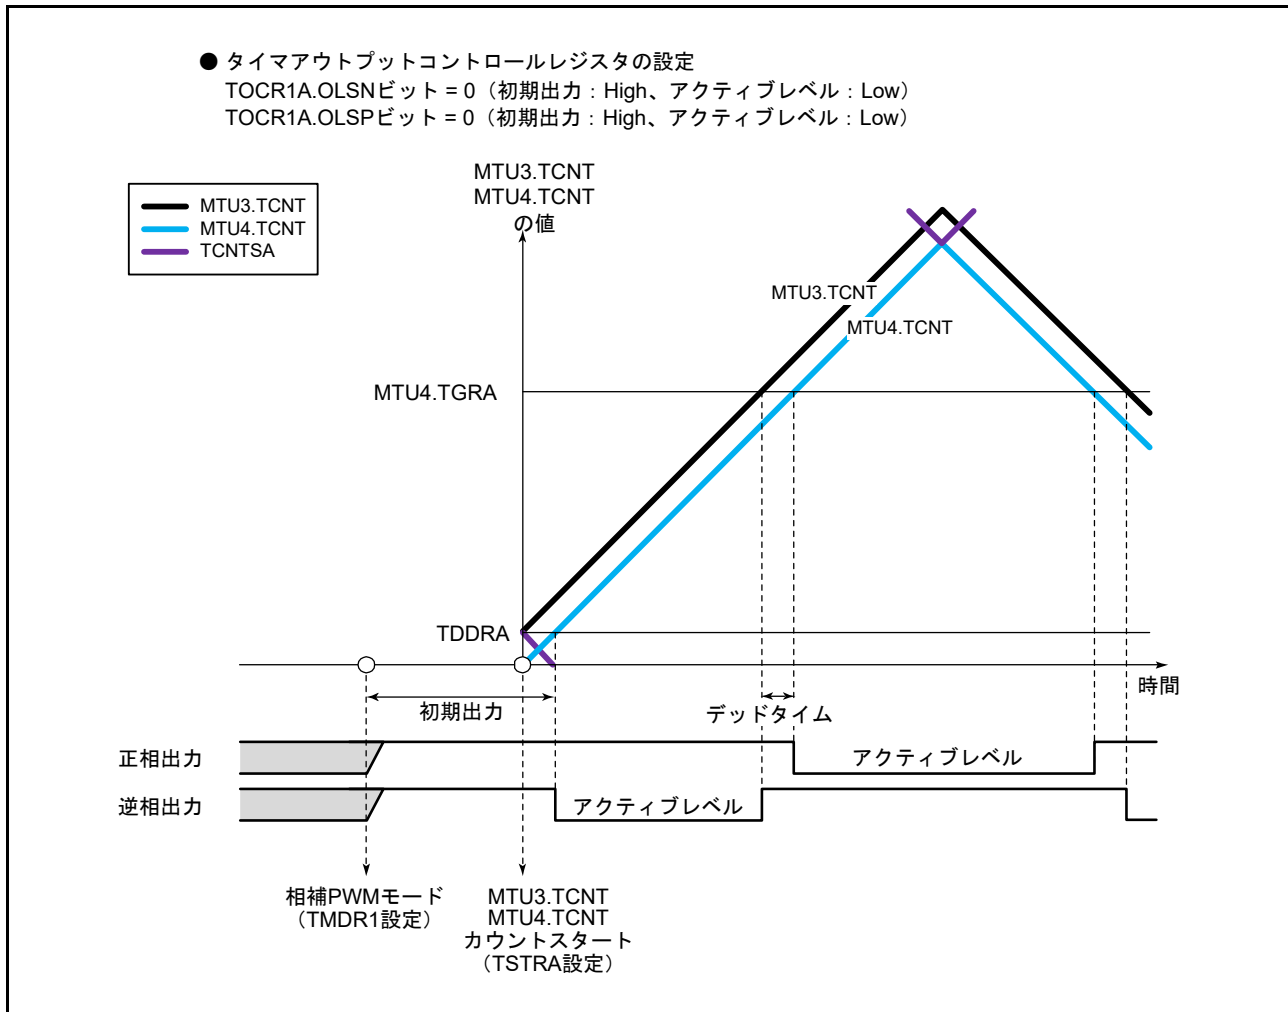 ● タイマアウトプットコントロールレジスタの設定
TOCR1A.OLSNビット = 0（初期出力：High、アクティブレベル：Low）
TOCR1A.OLSPビット = 0（初期出力：High、アクティブレベル：Low）
MTU3.TCNT
MTU4.TCNT
の値
MTU3.TCNT
MTU4.TCNT
TCNTSA
MTU3.TCNT
MTU4.TCNT
MTU4.TGRA
TDDRA
時間
初期出力
デッドタイム
正相出力
アクティブレベル
逆相出力
アクティブレベル
相補PWMモード
（TMDR1設定）
MTU3.TCNT
MTU4.TCNT
カウントスタート
（TSTRA設定）